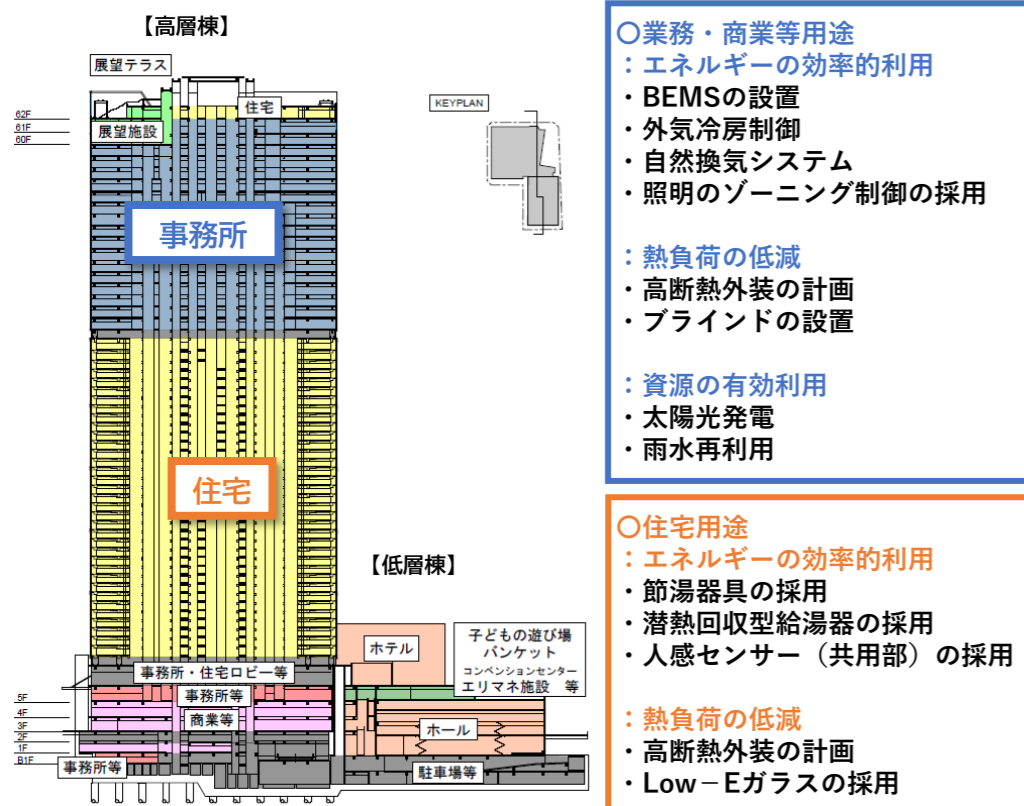 【高層棟】
展望テラス
住宅
展望施設
62F
61F
60F
KEYPLAN
事務所
住宅
【低層棟】
ホテル
子どもの遊び場
バンケット
コンベンションセンター
エリマネ施設　等
事務所・住宅ロビー等
事務所等
商業等
ホール
5F
4F
3F
2F
1F
B1F
事務所等
駐車場等
〇業務・商業等用途
：エネルギーの効率的利用
・BEMSの設置
・外気冷房制御
・自然換気システム
・照明のゾーニング制御の採用
：熱負荷の低減
・高断熱外装の計画
・ブラインドの設置
：資源の有効利用
・太陽光発電
・雨水再利用
〇住宅用途
：エネルギーの効率的利用
・節湯器具の採用
・潜熱回収型給湯器の採用
・人感センサー（共用部）の採用
：熱負荷の低減
・高断熱外装の計画
・Low－Eガラスの採用